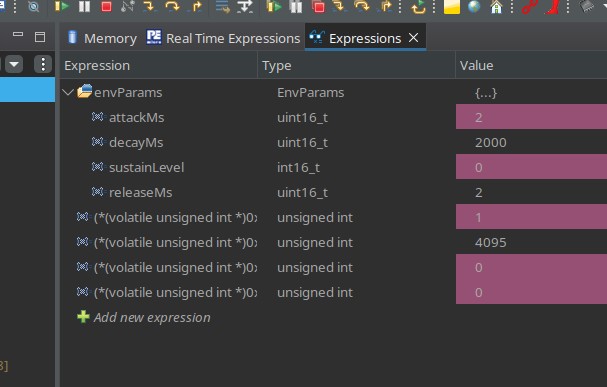 Memory Real Time Expressions Expressions
Expression Type Value
envParams EnvParams {...}
attackMs uint16_t 2
decayMs uint16_t 2000
sustainLevel int16_t 0
releaseMs uint16_t 2
(*(volatile unsigned int *)0x unsigned int 1
(*(volatile unsigned int *)0x unsigned int 4095
(*(volatile unsigned int *)0x unsigned int 0
(*(volatile unsigned int *)0x unsigned int 0
Add new expression
3]